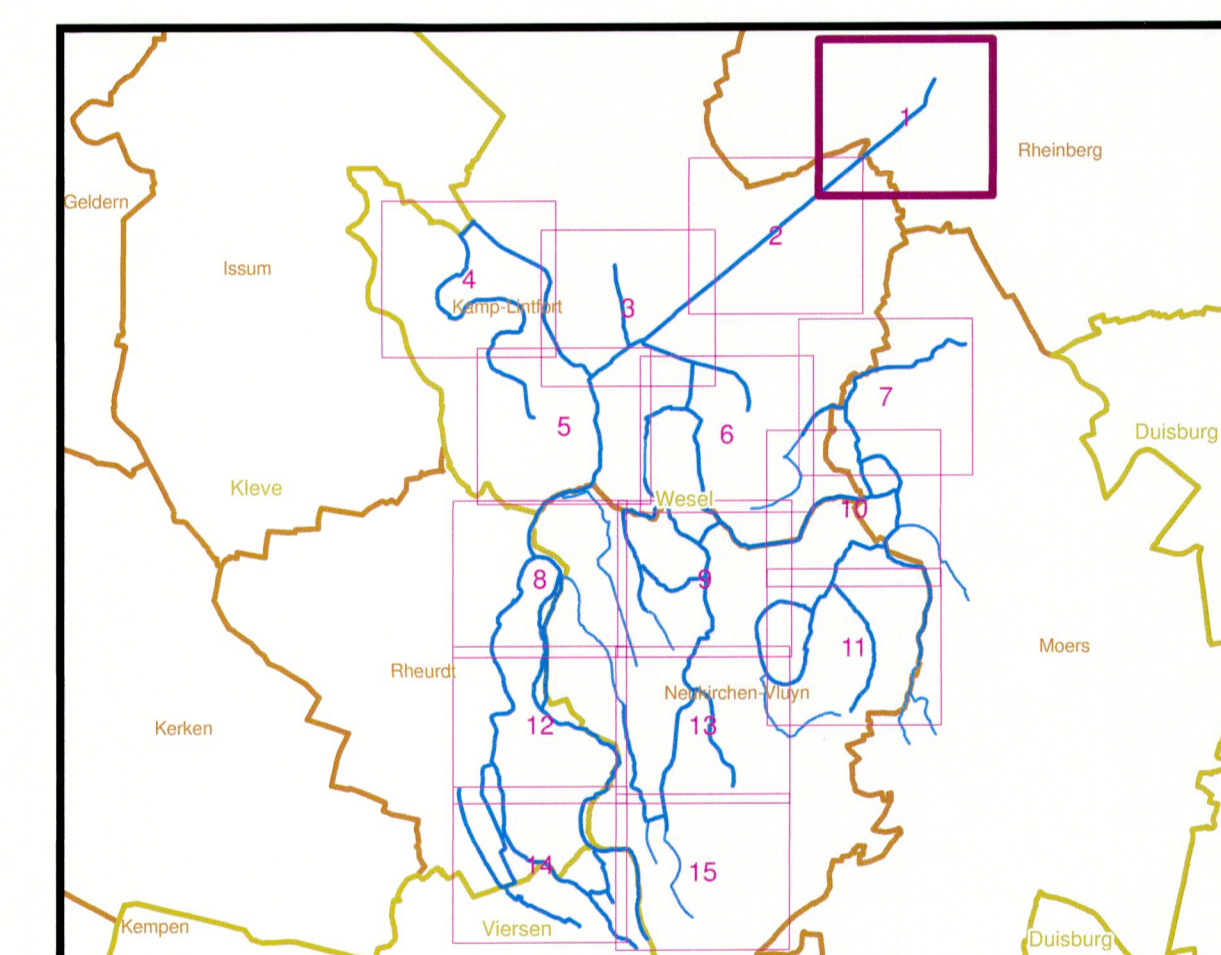 1
Rheinberg
Geldern
2
Issum
4
Kamp-Lintfort
3
7
5
6
Duisburg
Kleve
Wesel
10
8
9
11
Moers
Rheurdt
Neukirchen-Vluyn
Kerken
12
13
14
15
Kempen
Viersen
Duisburg